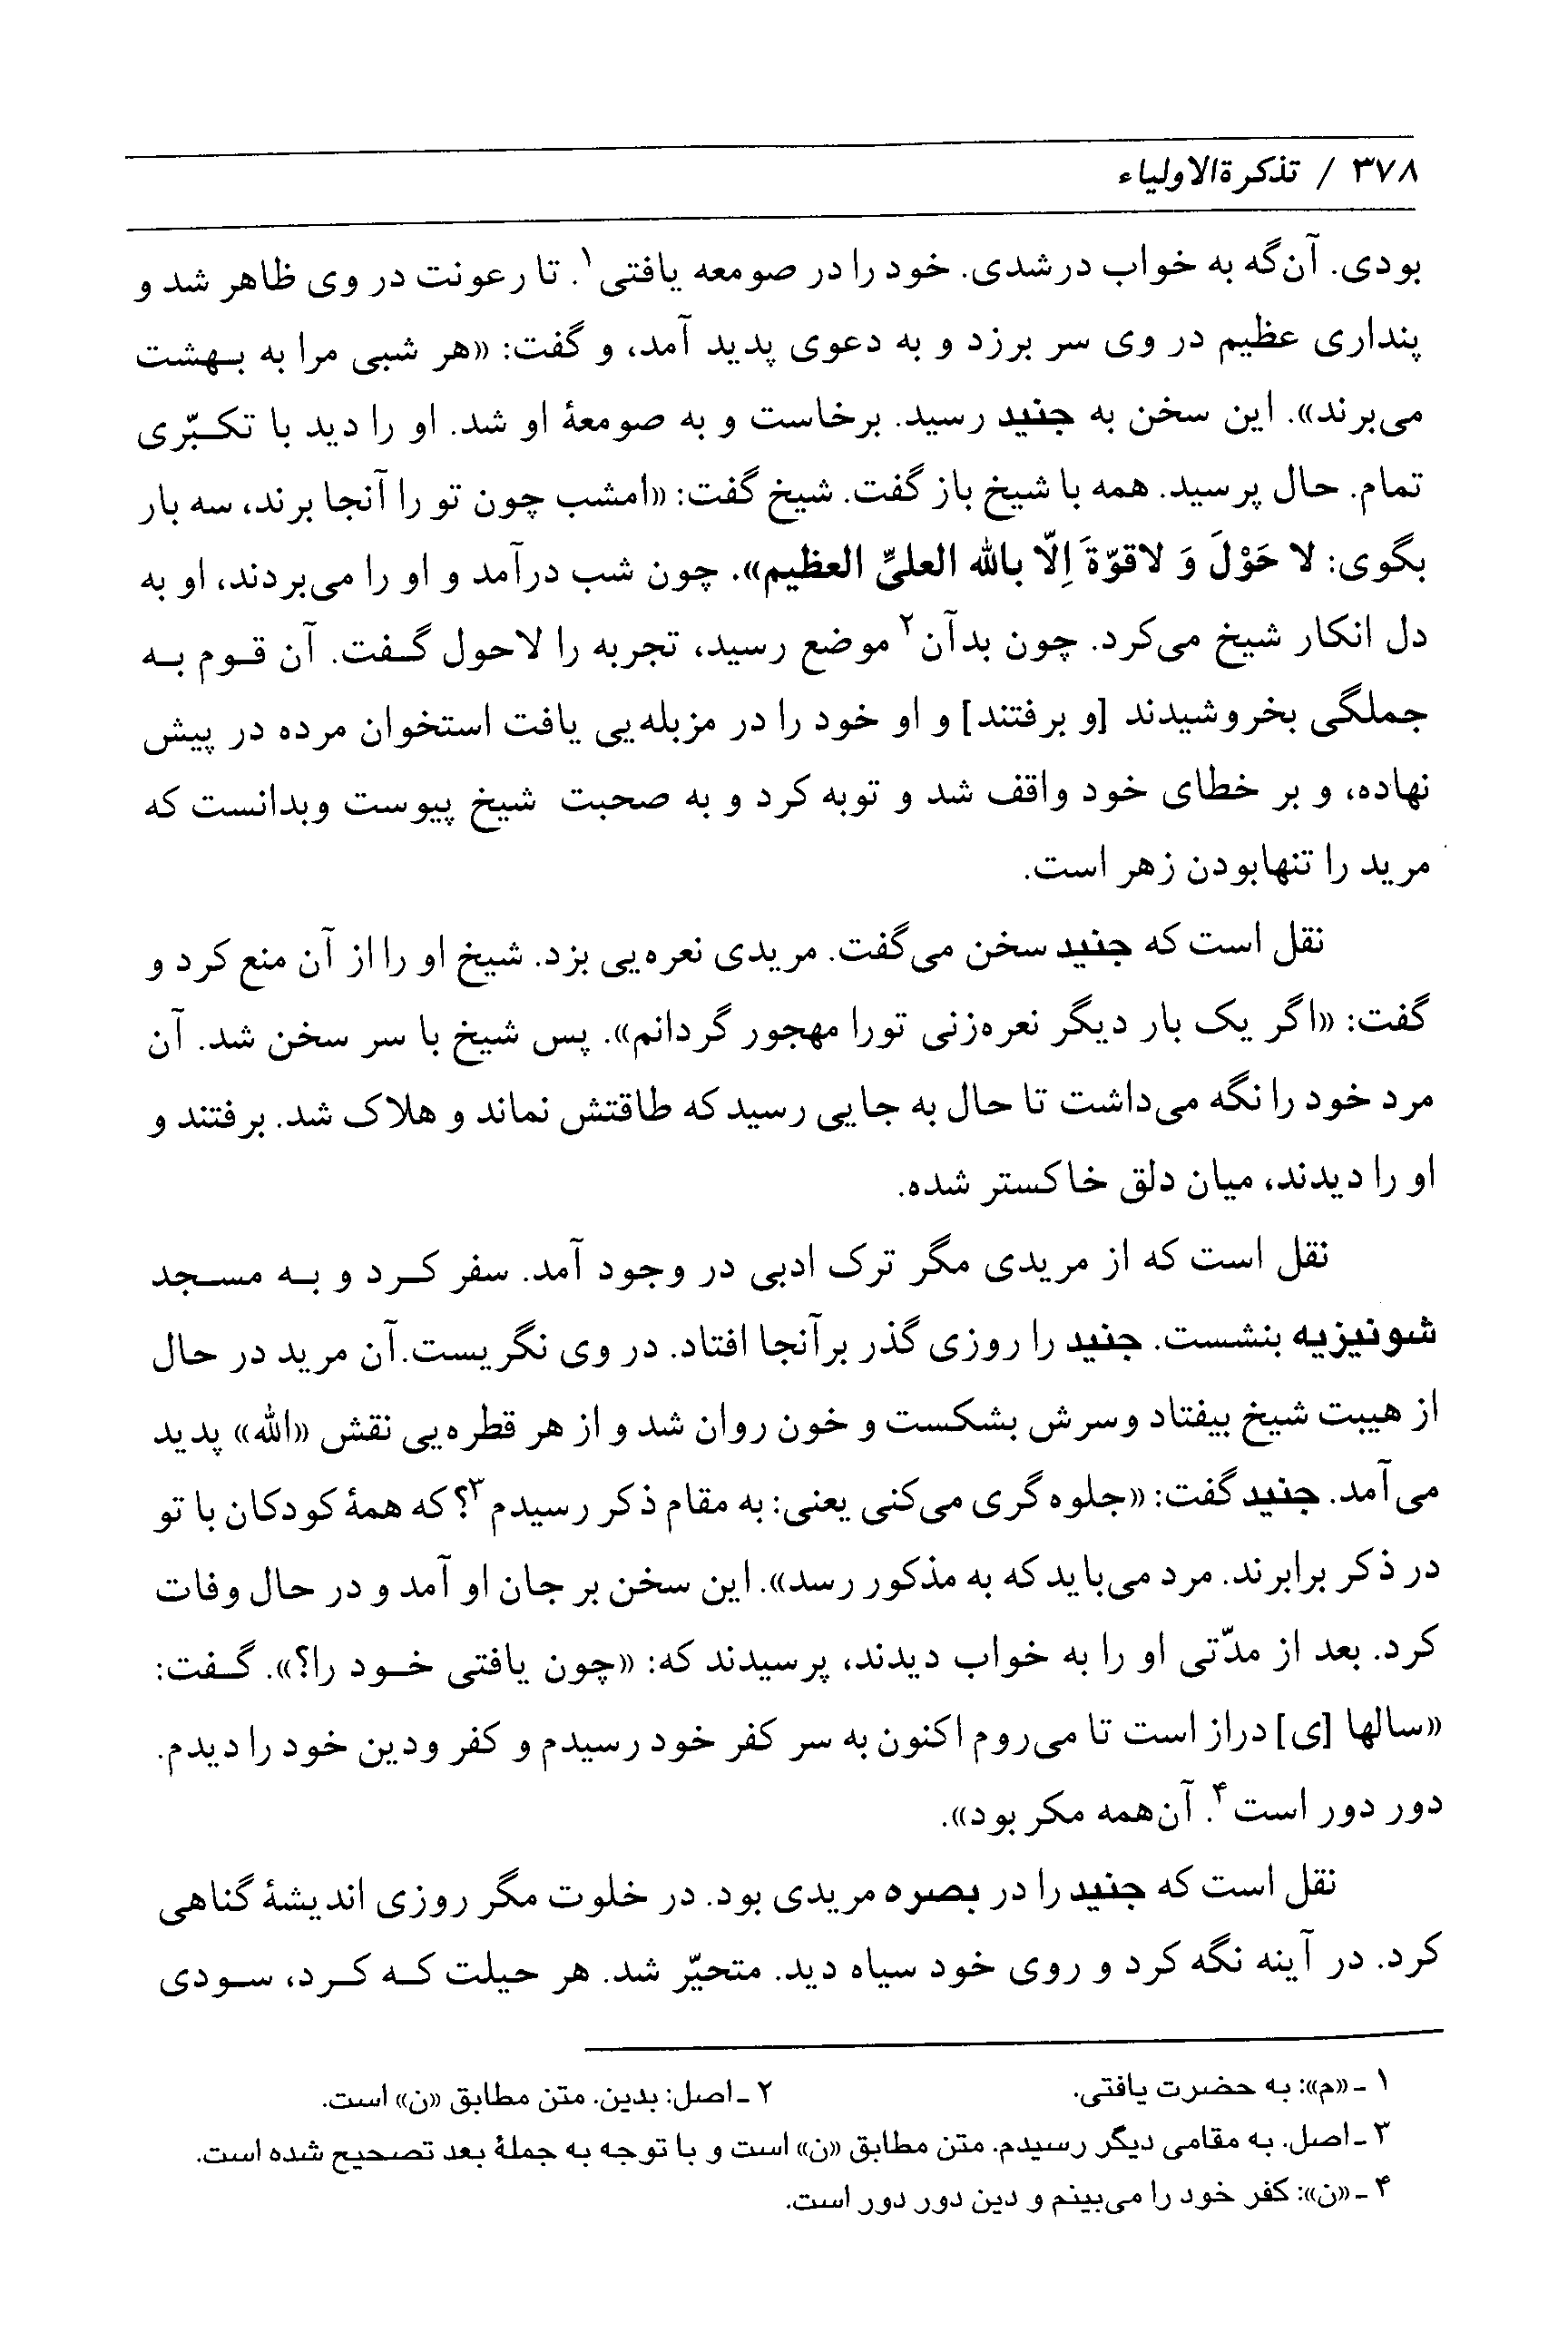 ۳۷۸ / تذکرةالاولیاء
بودی. آن‌گه به خواب درشدی. خود را در صومعه یافتی۱. تا رعونت در وی ظاهر شد و
پنداری عظیم در وی سر برزد و به دعوی پدید آمد، و گفت: «هر شبی مرا به بهشت
می‌برند». این سخن به جنید رسید. برخاست و به صومعهٔ او شد. او را دید با تکبّری
تمام. حال پرسید. همه با شیخ باز گفت. شیخ گفت: «امشب چون تو را آنجا برند، سه بار
بگوی: لا حَوْلَ وَ لاقوّةَ اِلّا بالله العلیِّ العظیم». چون شب درآمد و او را می‌بردند، او به
دل انکار شیخ می‌کرد. چون بدآن۲ موضع رسید، تجربه را لاحول گفت. آن قوم به
جملگی بخروشیدند [و برفتند] و او خود را در مزبله‌یی یافت استخوان مرده در پیش
نهاده، و بر خطای خود واقف شد و توبه کرد و به صحبت شیخ پیوست وبدانست که
مرید را تنهابودن زهر است.
نقل است که جنید سخن می‌گفت. مریدی نعره‌یی بزد. شیخ او را از آن منع کرد و
گفت: «اگر یک بار دیگر نعره‌زنی تورا مهجور گردانم». پس شیخ با سر سخن شد. آن
مرد خود را نگه می‌داشت تا حال به جایی رسید که طاقتش نماند و هلاک شد. برفتند و
او را دیدند، میان دلق خاکستر شده.
نقل است که از مریدی مگر ترک ادبی در وجود آمد. سفر کرد و به مسجد
شونیزیه بنشست. جنید را روزی گذر برآنجا افتاد. در وی نگریست.آن مرید در حال
از هیبت شیخ بیفتاد وسرش بشکست و خون روان شد و از هر قطره‌یی نقش «الله» پدید
می‌آمد. جنید گفت: «جلوه‌گری می‌کنی یعنی: به مقام ذکر رسیدم۳؟ که همهٔ کودکان با تو
در ذکر برابرند. مرد می‌باید که به مذکور رسد». این سخن بر جان او آمد و در حال وفات
کرد. بعد از مدّتی او را به خواب دیدند، پرسیدند که: «چون یافتی خود را؟». گفت:
«سالها [ی] دراز است تا می‌روم اکنون به سر کفر خود رسیدم و کفر ودین خود را دیدم.
دور دور است۴. آن‌همه مکر بود».
نقل است که جنید را در بصره مریدی بود. در خلوت مگر روزی اندیشهٔ گناهی
کرد. در آینه نگه کرد و روی خود سیاه دید. متحیّر شد. هر حیلت که کرد، سودی
۱ ـ «م»: به حضرت یافتی. ۲ ـ اصل: بدین. متن مطابق «ن» است.
۳ ـ اصل. به مقامی دیگر رسیدم. متن مطابق «ن» است و با توجه به جملهٔ بعد تصحیح شده است.
۴ ـ «ن»: کفر خود را می‌بینم و دین دور دور است.